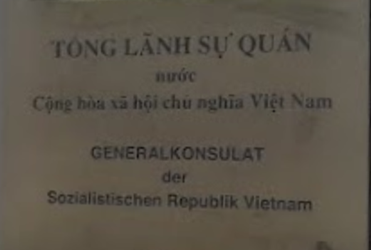 TỔNG LÃNH SỰ QUÁN
nước
Cộng hòa xã hội chủ nghĩa Việt Nam
GENERALKONSULAT
der
Sozialistischen Republik Vietnam